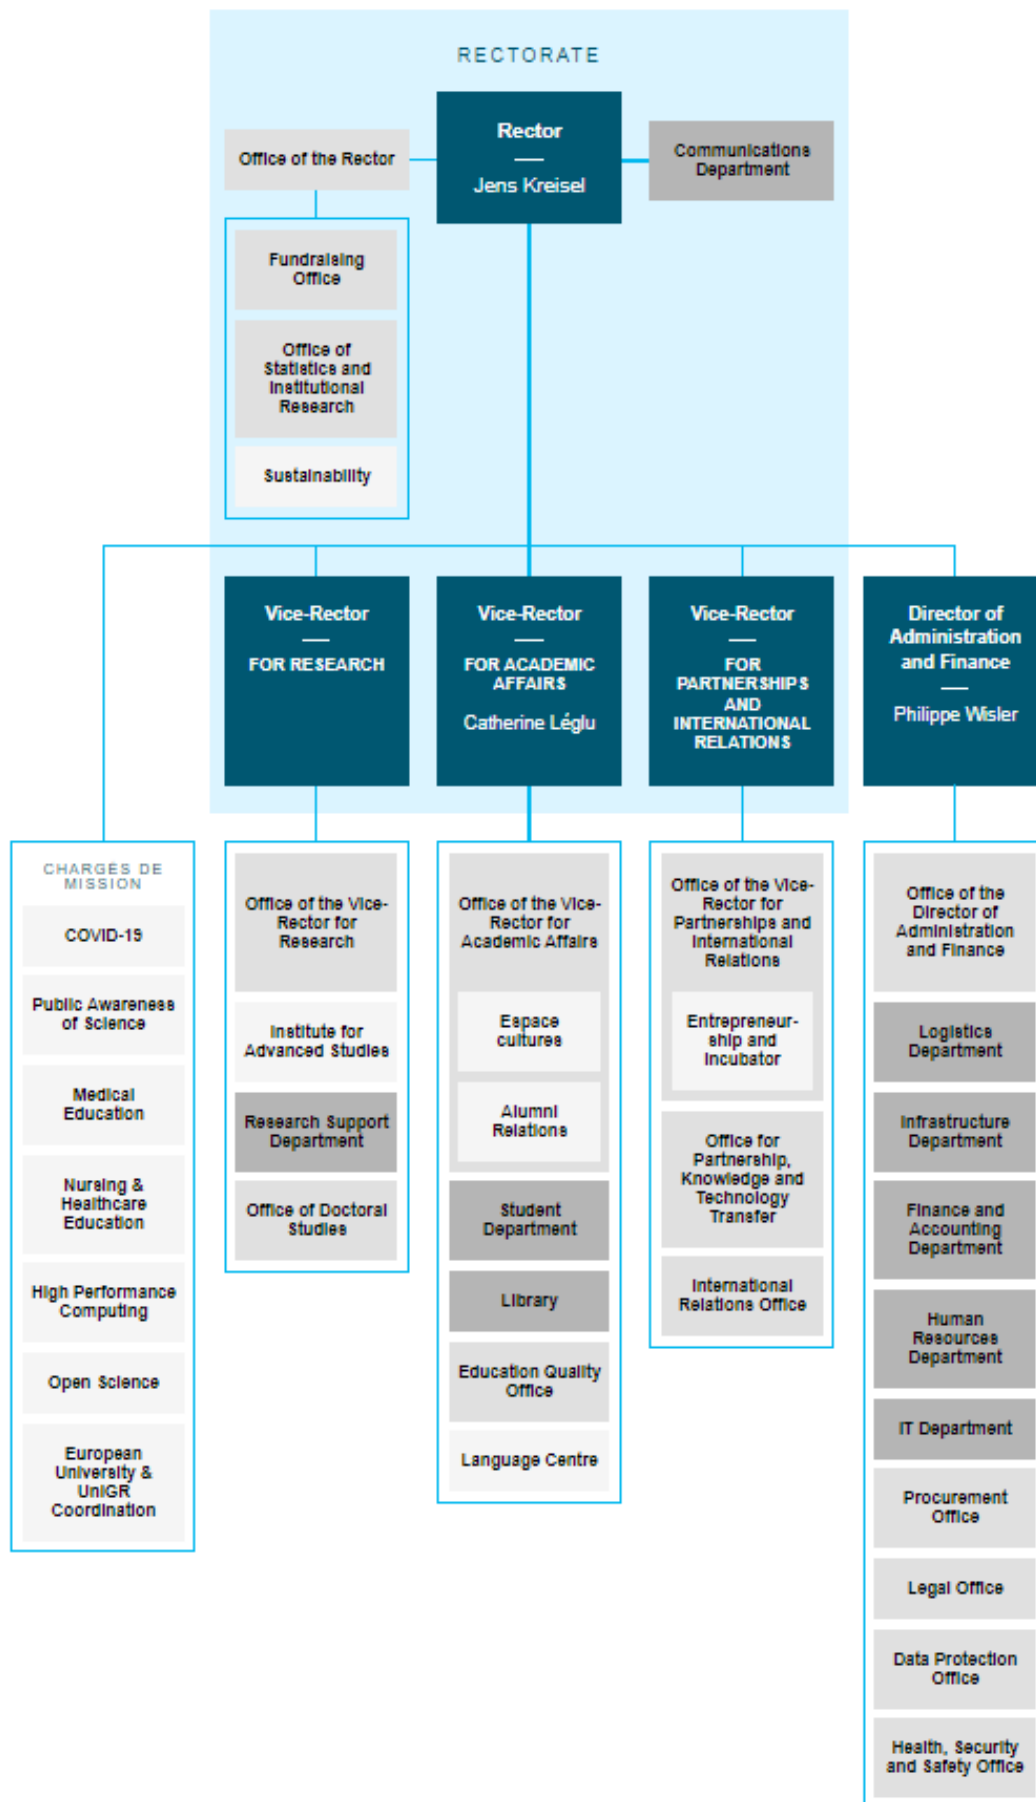 RECTORATE
Rector
Jens Kreisel
Office of the Rector
Communications
Department
Fundraising
Office
Office of
Statistics and
Institutional
Research
Sustainability
Vice-Rector
FOR RESEARCH
Vice-Rector
FOR ACADEMIC
AFFAIRS
Catherine Léglu
Vice-Rector
FOR
PARTNERSHIPS
AND
INTERNATIONAL
RELATIONS
Director of
Administration
and Finance
Philippe Wisler
CHARGÉS DE
MISSION
COVID-19
Public Awareness
of Science
Medical
Education
Nursing &
Healthcare
Education
High Performance
Computing
Open Science
European
University &
UniGR
Coordination
Office of the Vice-
Rector for
Research
Institute for
Advanced Studies
Research Support
Department
Office of Doctoral
Studies
Office of the Vice-
Rector for
Academic Affairs
Espace
cultures
Alumni
Relations
Student
Department
Library
Education Quality
Office
Language Centre
Office of the Vice-
Rector for
Partnerships and
International
Relations
Entrepreneur-
ship and
Incubator
Office for
Partnership,
Knowledge and
Technology
Transfer
International
Relations Office
Office of the
Director of
Administration
and Finance
Logistics
Department
Infrastructure
Department
Finance and
Accounting
Department
Human
Resources
Department
IT Department
Procurement
Office
Legal Office
Data Protection
Office
Health, Security
and Safety Office